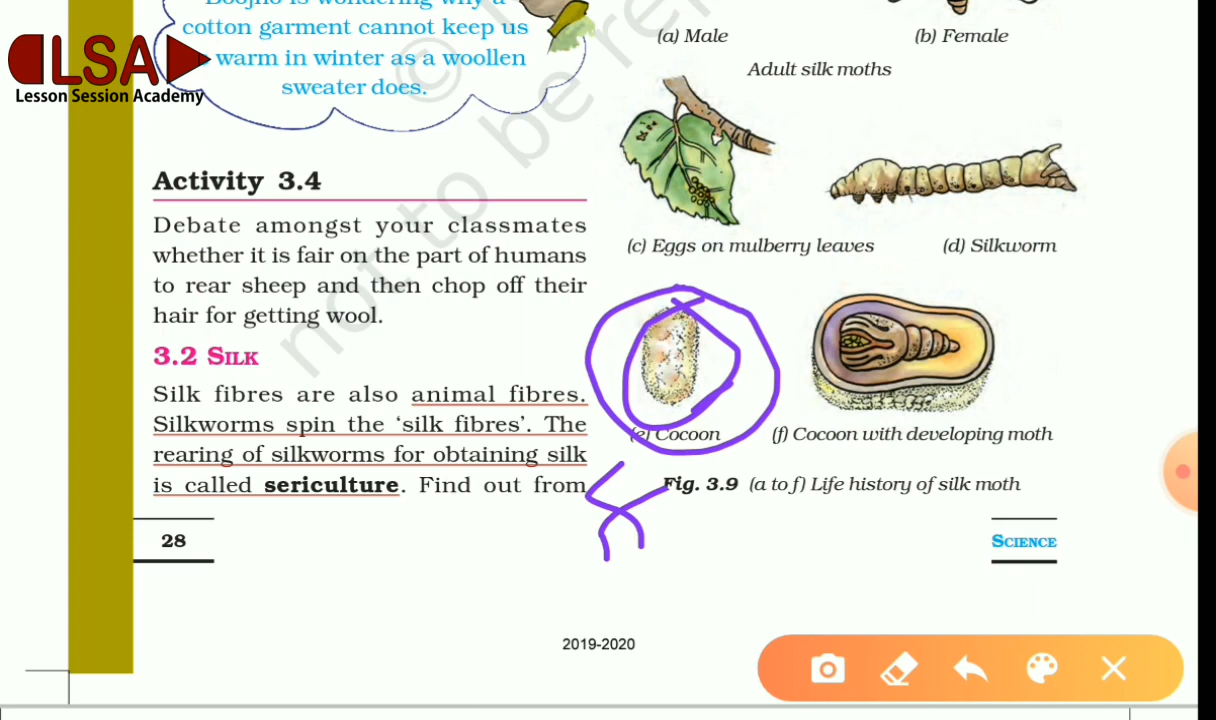 LSA
Lesson Session Academy
cotton garment cannot keep us
warm in winter as a woollen
sweater does.
Activity 3.4
Debate amongst your classmates
whether it is fair on the part of humans
to rear sheep and then chop off their
hair for getting wool.
3.2 SILK
Silk fibres are also animal fibres.
Silkworms spin the ‘silk fibres’. The
rearing of silkworms for obtaining silk
is called sericulture. Find out from
28
(a) Male
(b) Female
Adult silk moths
(c) Eggs on mulberry leaves
(d) Silkworm
(e) Cocoon
(f) Cocoon with developing moth
Fig. 3.9 (a to f) Life history of silk moth
SCIENCE
2019-2020
© not to be re